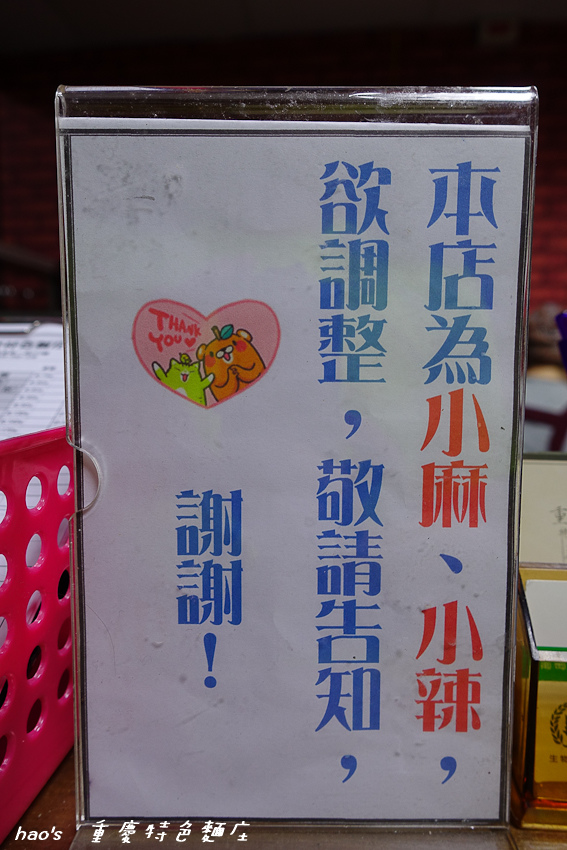 本店為小麻、小辣，
欲調整，敬請告知，
謝謝！
THANK
YOU
hao's 重慶特色麵店